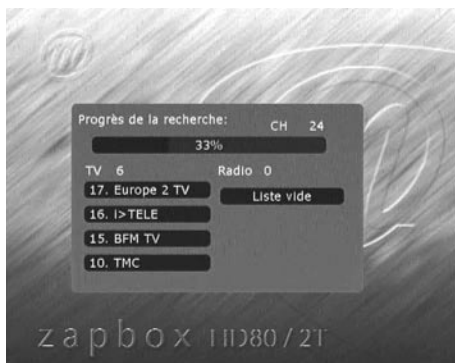 Progrès de la recherche:
CH 24
33%
TV 6
Radio 0
17. Europe 2 TV
Liste vide
16. I>TELE
15. BFM TV
10. TMC
zapbox HD80/2T